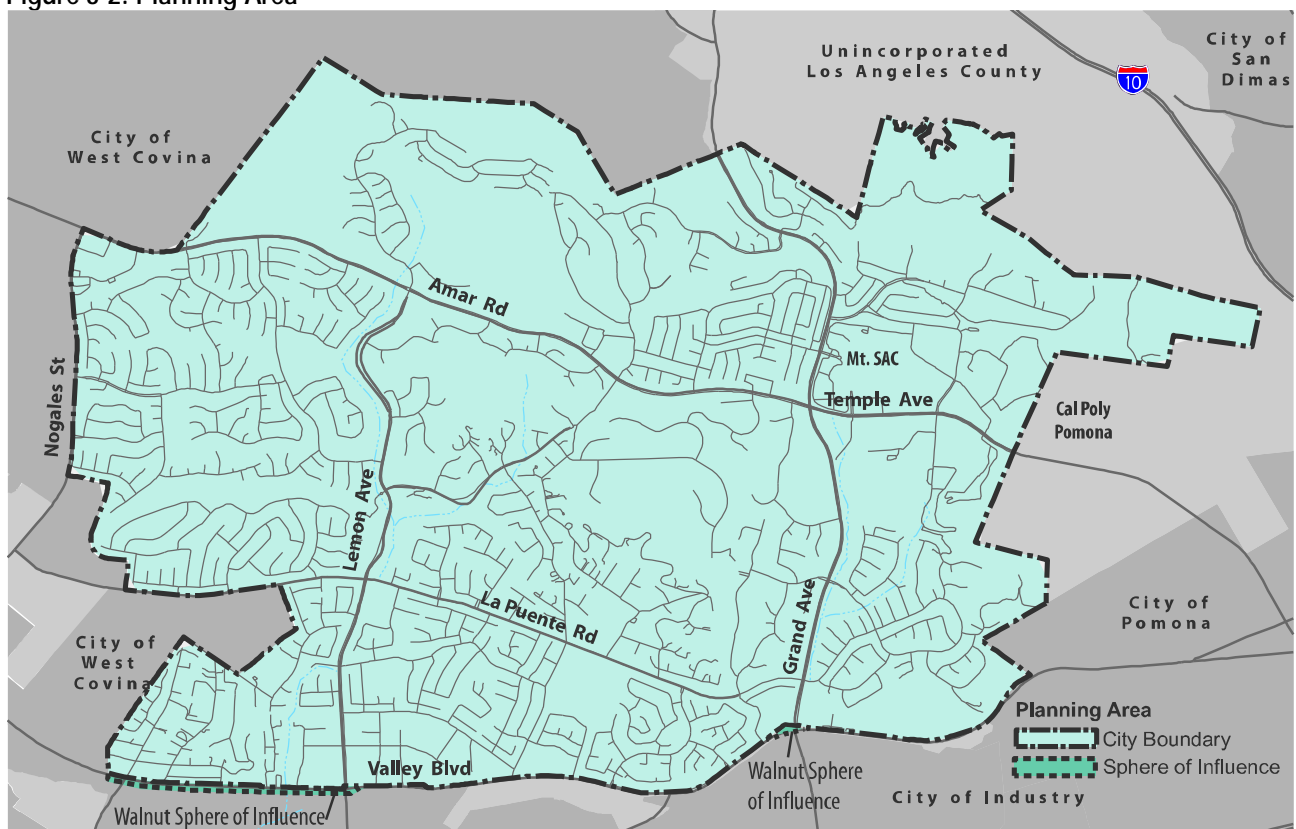 Figure 3-2: Planning Area
Unincorporated
Los Angeles County
City of
San
Dimas
10
City of
West Covina
Amar Rd
Nogales St
Mt. SAC
Temple Ave
Cal Poly
Pomona
Lemon Ave
La Puente Rd
Grand Ave
City of
Pomona
City of
West
Covina
Planning Area
City Boundary
Sphere of Influence
Valley Blvd
Walnut Sphere
of Influence
City of Industry
Walnut Sphere of Influence